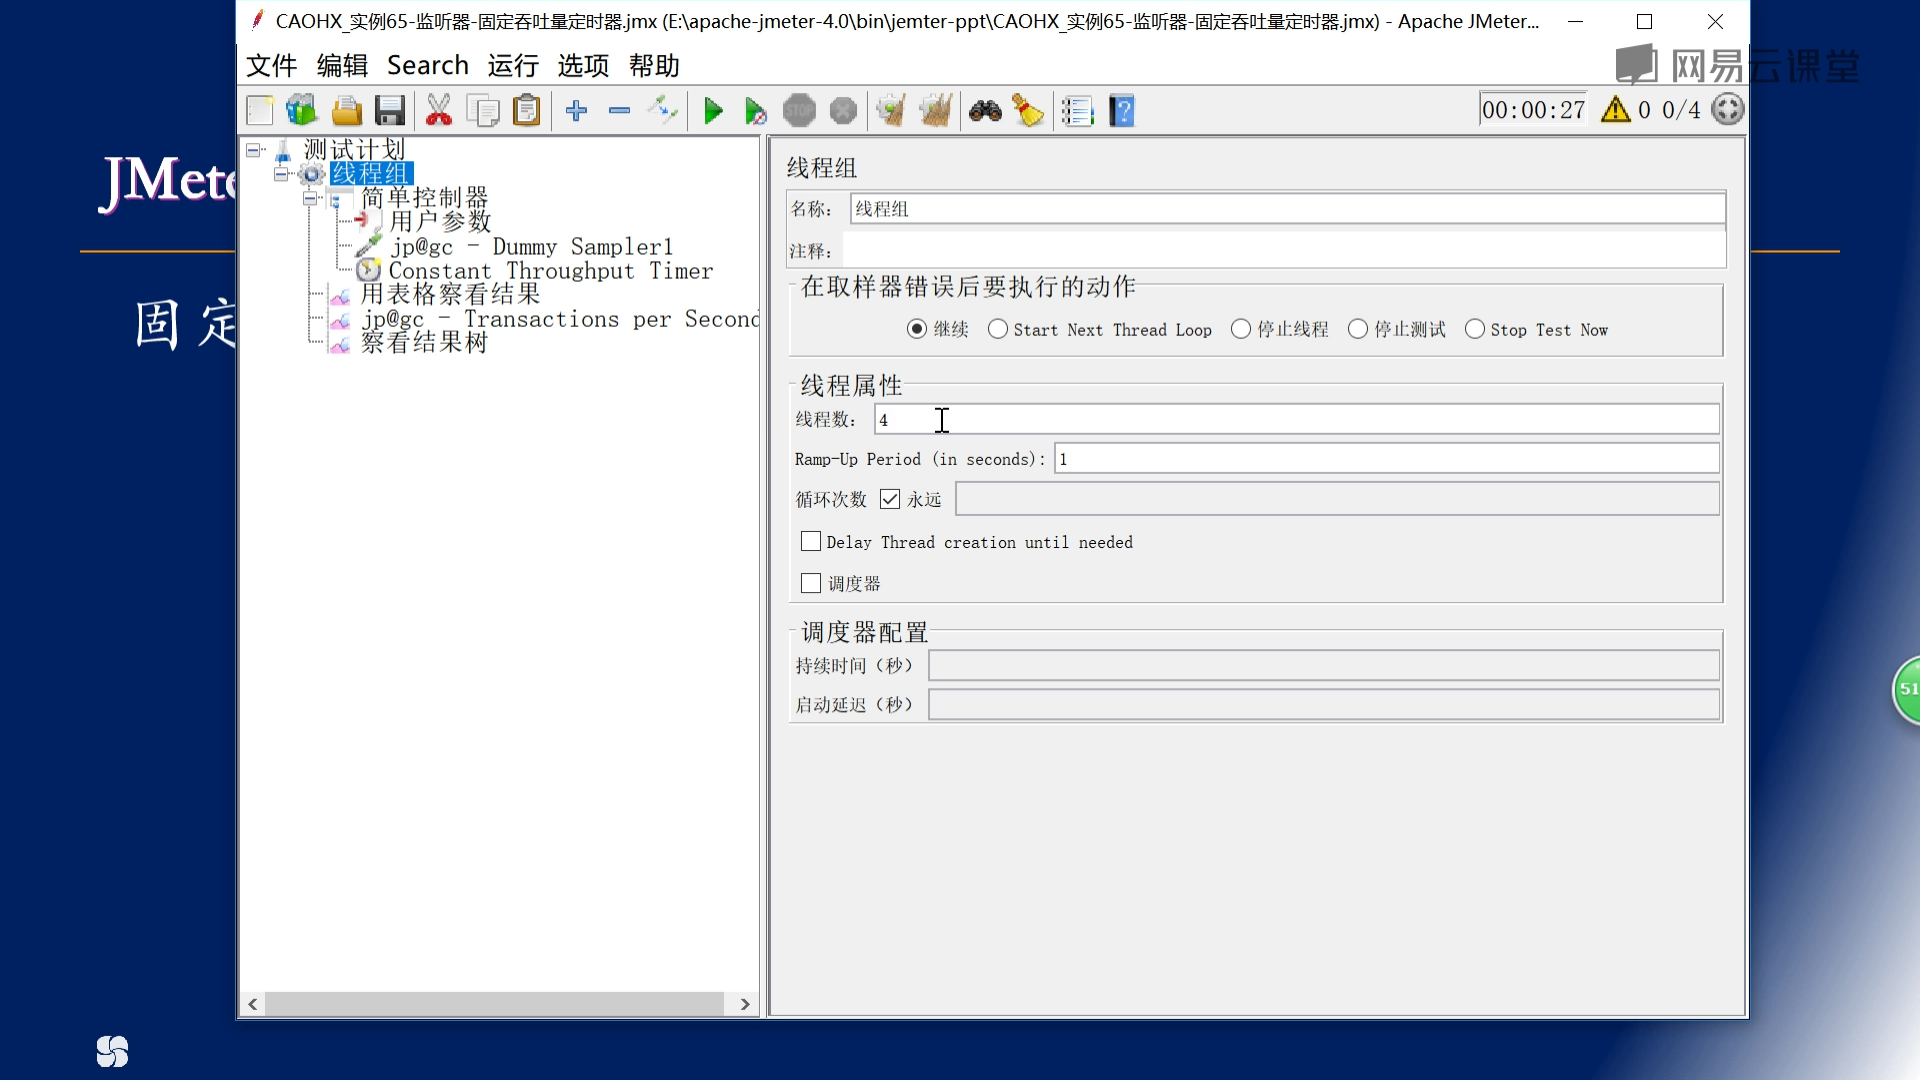 CAOHX_实例65-监听器-固定吞吐量定时器.jmx (E:\apache-jmeter-4.0\bin\jemter-ppt\CAOHX_实例65-监听器-固定吞吐量定时器.jmx) - Apache JMeter...
文件 编辑 Search 运行 选项 帮助
网易云课堂
STOP
00:00:27
0 0/4
JMete
固定
测试计划
线程组
简单控制器
用户参数
jp@gc - Dummy Sampler1
Constant Throughput Timer
用表格察看结果
jp@gc - Transactions per Second
察看结果树
线程组
名称： 线程组
注释：
在取样器错误后要执行的动作
继续 Start Next Thread Loop 停止线程 停止测试 Stop Test Now
线程属性
线程数： 4
Ramp-Up Period (in seconds): 1
循环次数 永远
Delay Thread creation until needed
调度器
调度器配置
持续时间（秒）
启动延迟（秒）
51